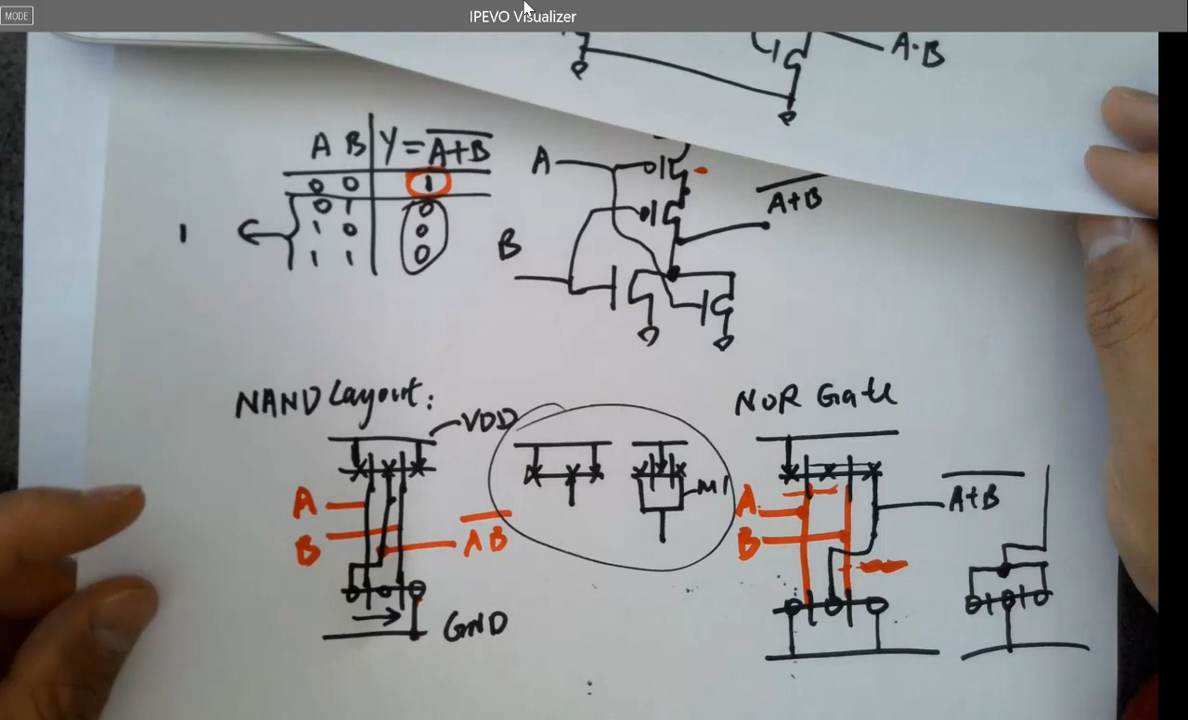 MODE
IPEVO Visualizer
A·B
A B Y = A+B
0 0 1
0 1 0
1 0 0
1 1 0
1
A
B
A+B
NAND Layout:
VDD
A
B
AB
GND
M1
NOR Gate
A
B
A+B